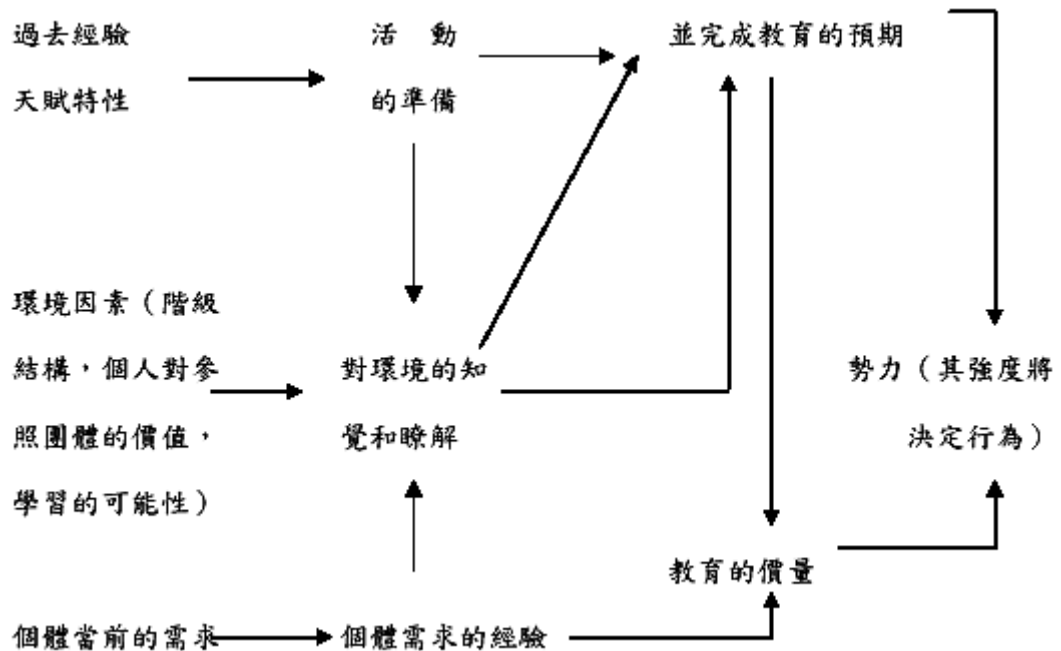 過去經驗
天賦特性
活 動
的準備
並完成教育的預期
環境因素（階級
結構，個人對參
照團體的價值，
學習的可能性）
對環境的知
覺和瞭解
勢力（其強度將
決定行為）
教育的價量
個體當前的需求
個體需求的經驗